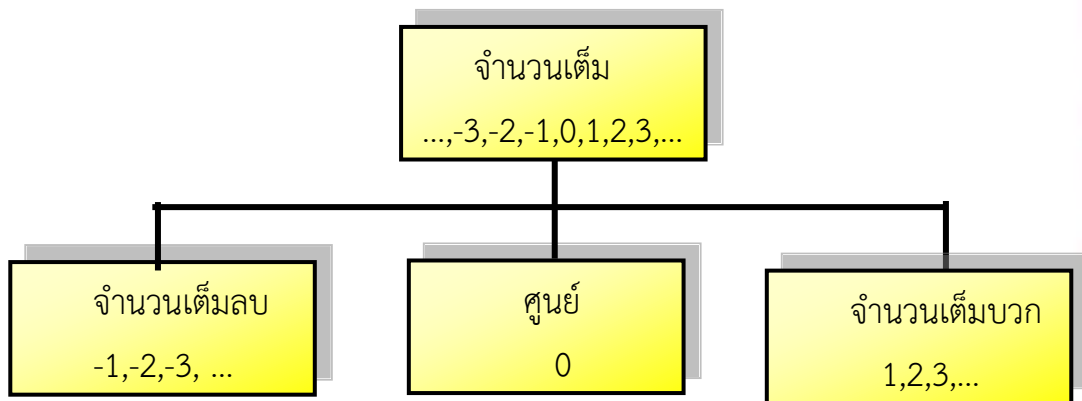 จำนวนเต็ม
...,-3,-2,-1,0,1,2,3,...
จำนวนเต็มลบ
-1,-2,-3, ...
ศูนย์
0
จำนวนเต็มบวก
1,2,3,...